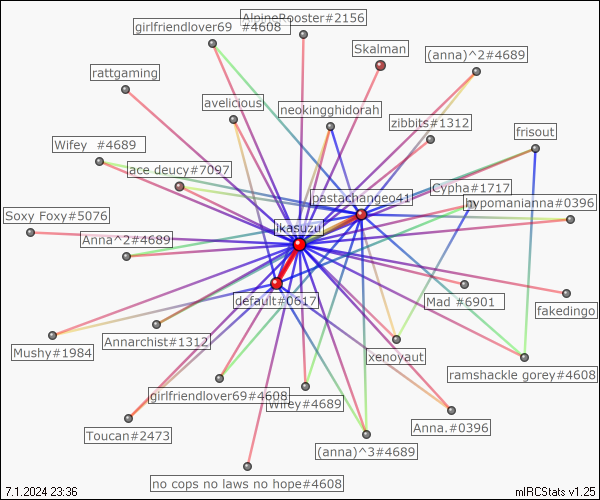 AlpineRooster#2156
girlfriendlover69 #4608
Skalman
(anna)^2#4689
rattgaming
avelicious
neokingghidorah
zibbits#1312
frisout
Wifey #4689
ace deucy#7097
Cypha#1717
pastachangeo41
hypomanianna#0396
Soxy Foxy#5076
ikasuzu
Anna^2#4689
default#0617
Mad #6901
fakedingo
Mushy#1984
Annarchist#1312
xenoyaut
ramshackle gorey#4608
girlfriendlover69#4608
Wifey#4689
Anna.#0396
Toucan#2473
(anna)^3#4689
no cops no laws no hope#4608
7.1.2024 23:36
mIRCStats v1.25